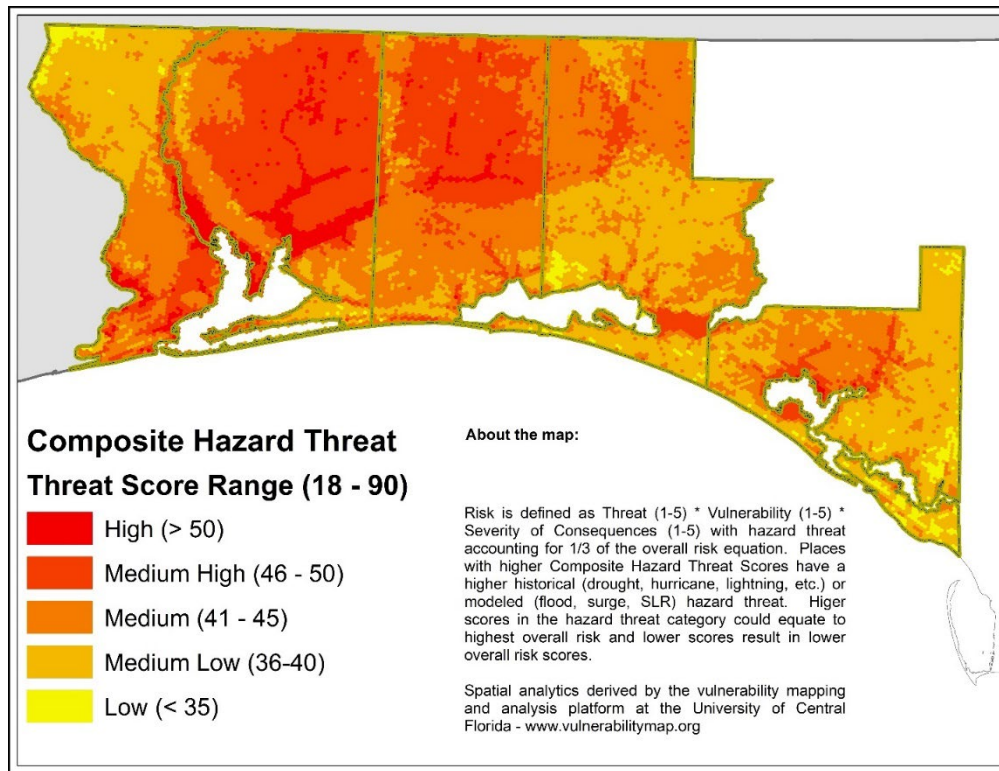 Composite Hazard Threat
Threat Score Range (18 - 90)
High (> 50)
Medium High (46 - 50)
Medium (41 - 45)
Medium Low (36-40)
Low (< 35)
About the map:
Risk is defined as Threat (1-5) * Vulnerability (1-5) *
Severity of Consequences (1-5) with hazard threat
accounting for 1/3 of the overall risk equation. Places
with higher Composite Hazard Threat Scores have a
higher historical (drought, hurricane, lightning, etc.) or
modeled (flood, surge, SLR) hazard threat. Higer
scores in the hazard threat category could equate to
highest overall risk and lower scores result in lower
overall risk scores.
Spatial analytics derived by the vulnerability mapping
and analysis platform at the University of Central
Florida - www.vulnerabilitymap.org